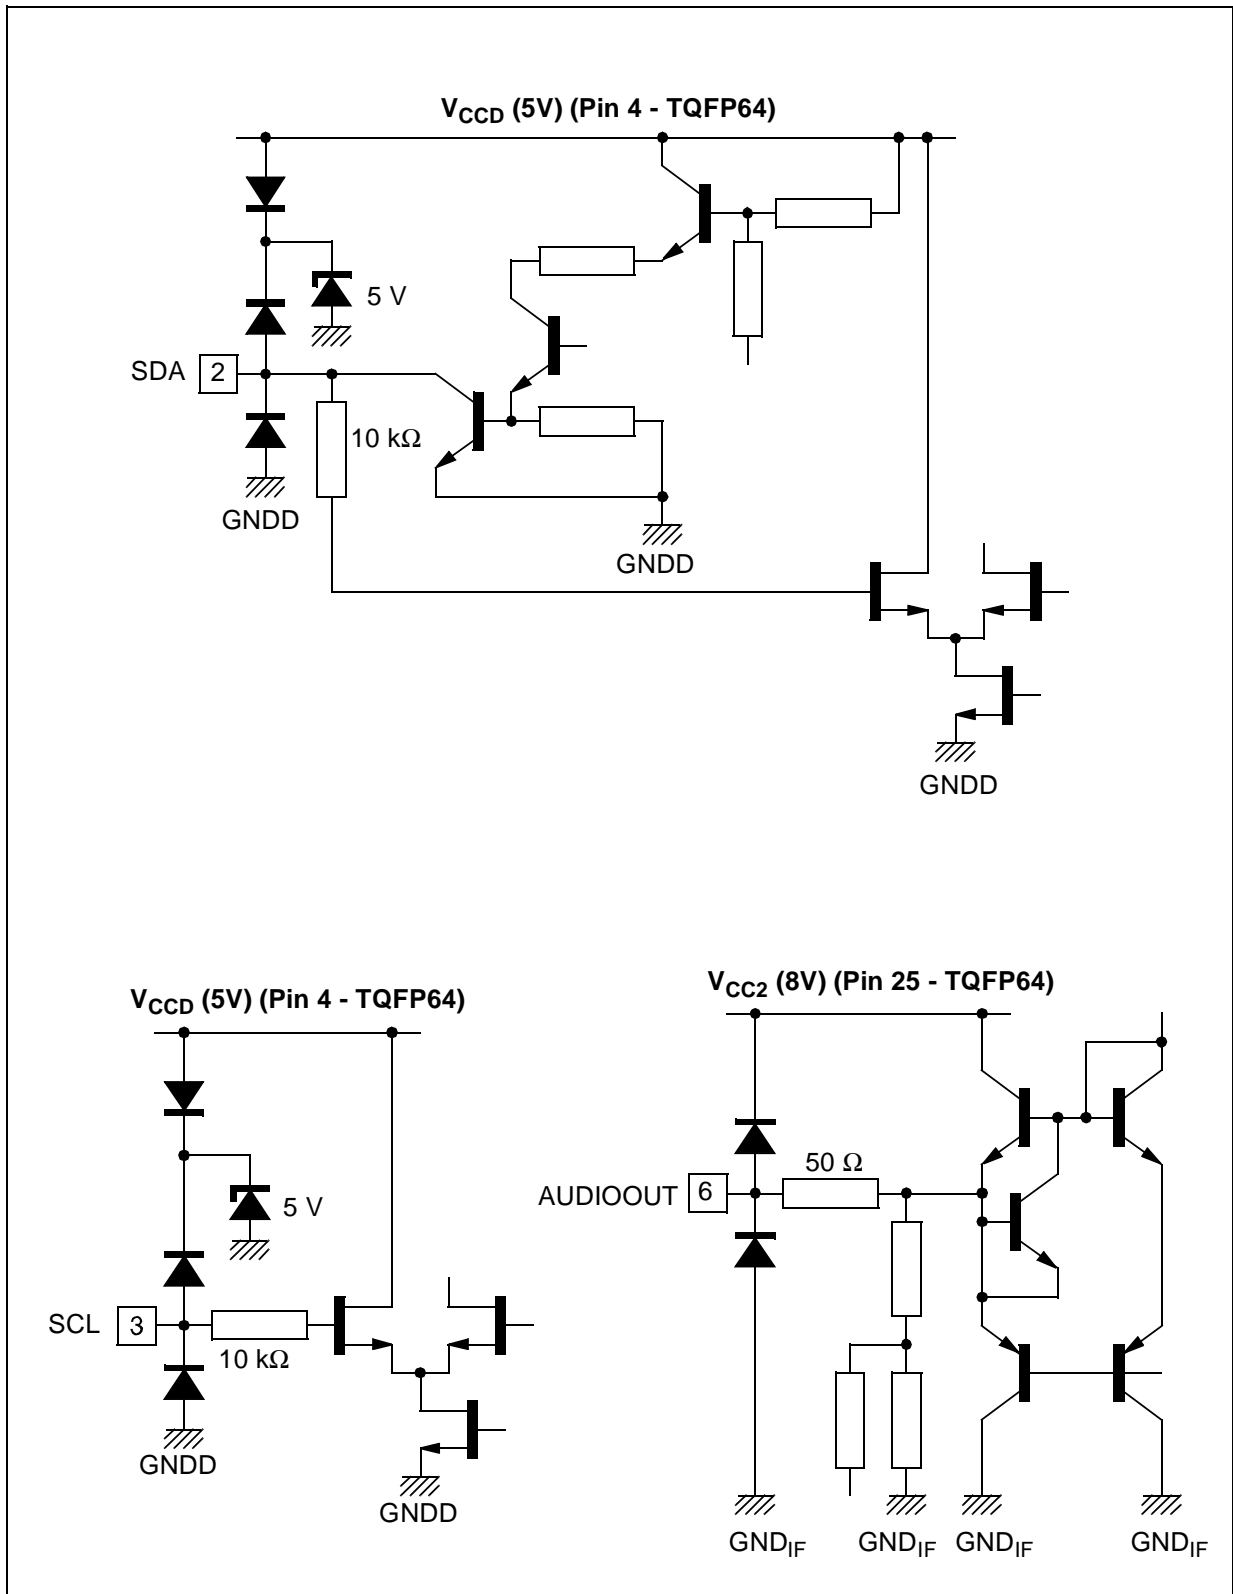 V_CCD (5V) (Pin 4 - TQFP64)
5 V
SDA 2
10 kΩ
GNDD
GNDD
GNDD
V_CCD (5V) (Pin 4 - TQFP64)
5 V
SCL 3
10 kΩ
GNDD
GNDD
V_CC2 (8V) (Pin 25 - TQFP64)
50 Ω
AUDIOOUT 6
GND_IF GND_IF GND_IF GND_IF